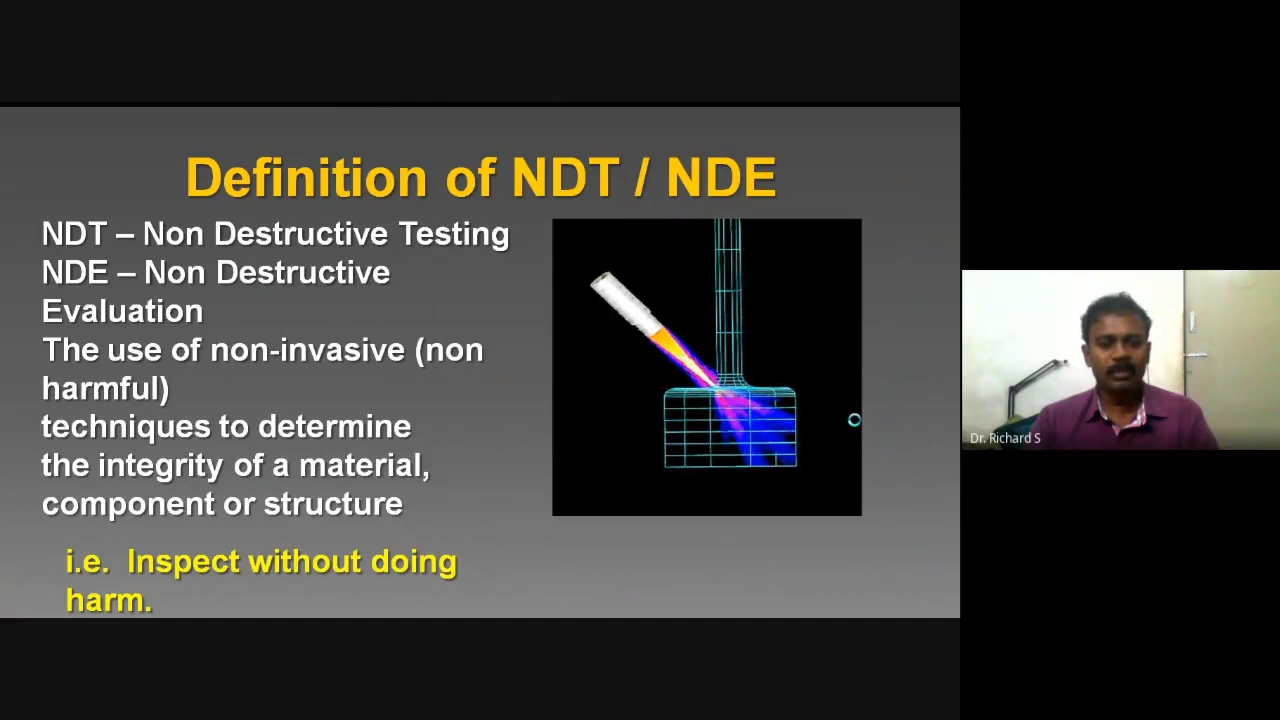 Definition of NDT / NDE
NDT – Non Destructive Testing
NDE – Non Destructive
Evaluation
The use of non-invasive (non
harmful)
techniques to determine
the integrity of a material,
component or structure
i.e. Inspect without doing
harm.
Dr. Richard S